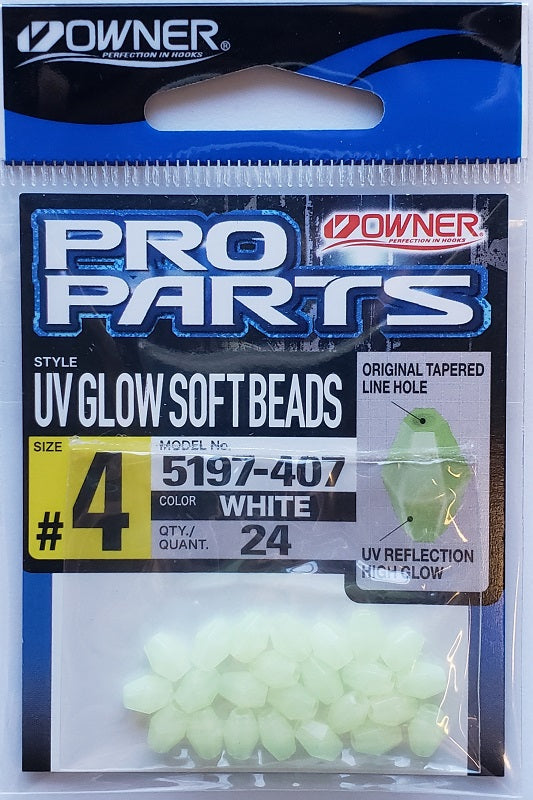 OWNER®
PERFECTION IN HOOKS
PRO
PARTS
OWNER®
PERFECTION IN HOOKS
STYLE
UV GLOW SOFT BEADS
SIZE
#4
MODEL No.
5197-407
COLOR WHITE
QTY./
QUANT. 24
ORIGINAL TAPERED
LINE HOLE
UV REFLECTION
HIGH GLOW